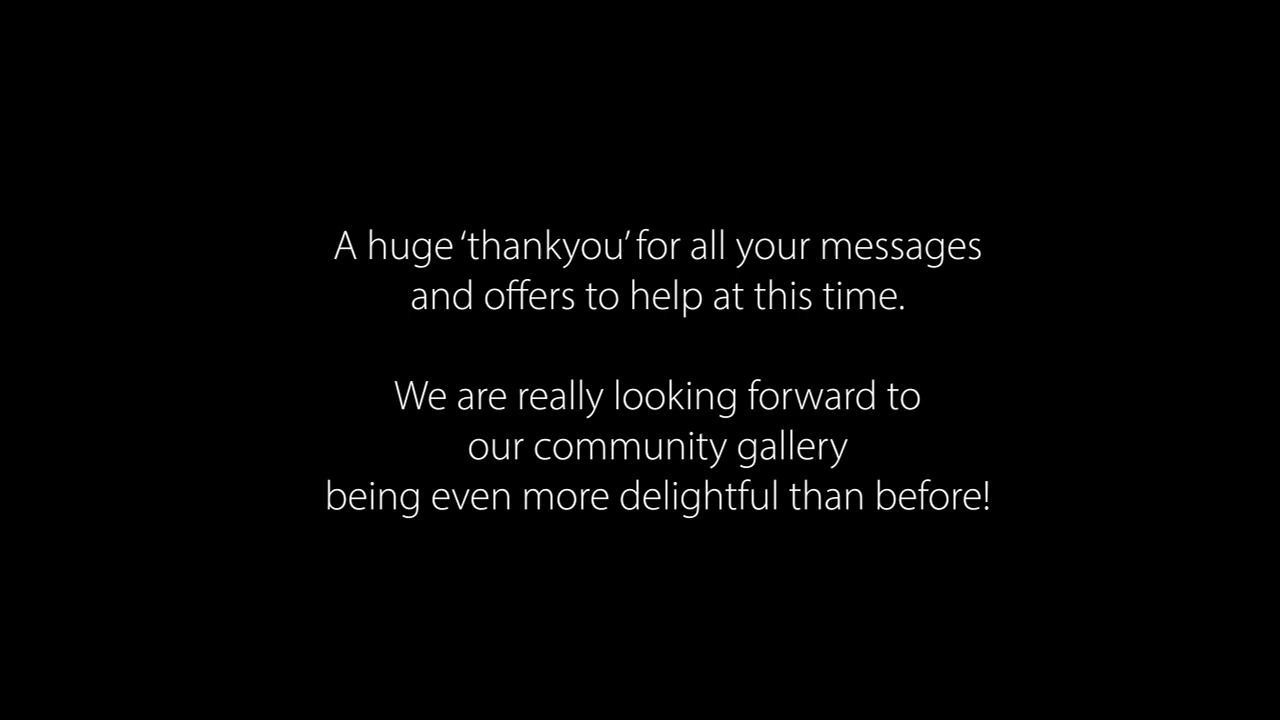 A huge ‘thankyou’ for all your messages
and offers to help at this time.
We are really looking forward to
our community gallery
being even more delightful than before!